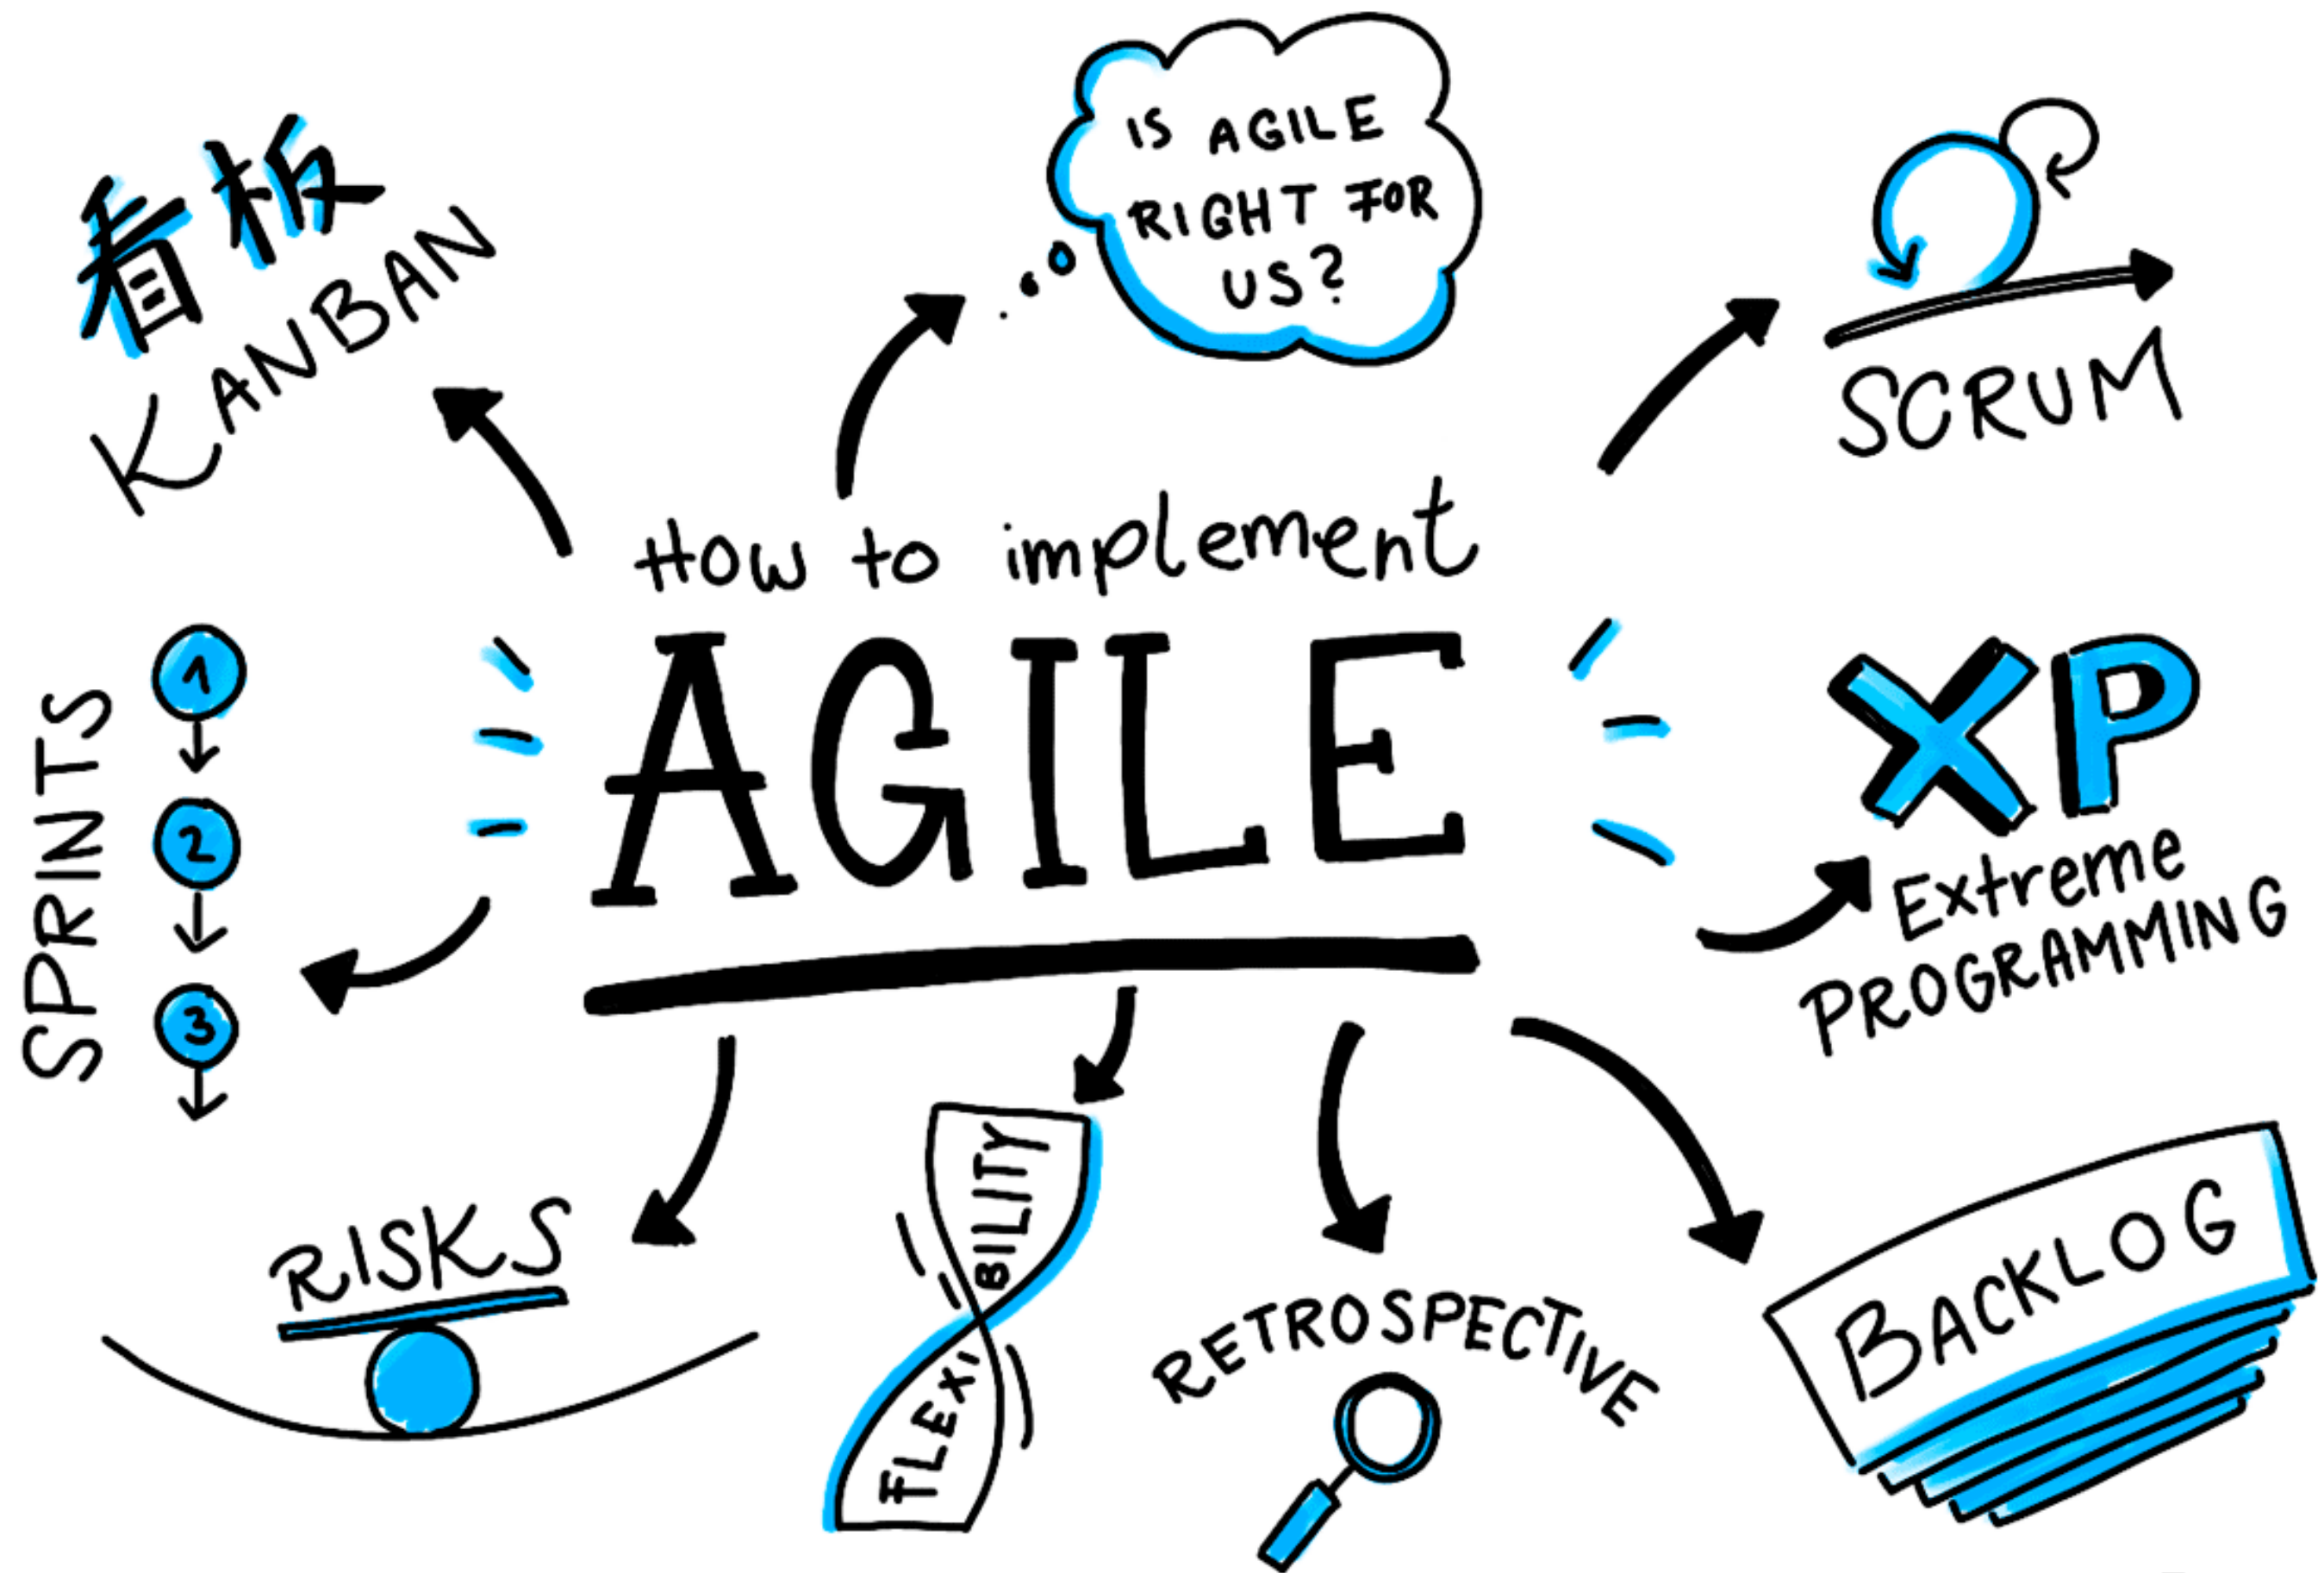 看板
KANBAN
IS AGILE
RIGHT FOR
US?
SCRUM
How to implement
AGILE
SPRINTS
1
2
3
XP
Extreme
PROGRAMMING
RISKS
FLEXIBILITY
RETROSPECTIVE
BACKLOG